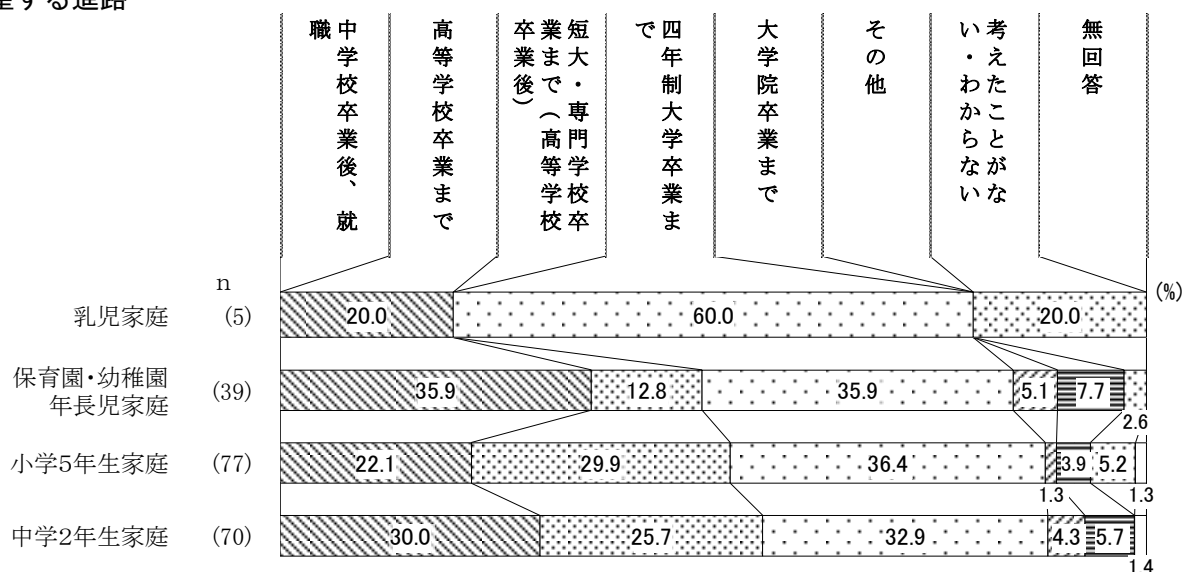 する進路
中学校卒業後、就
職
高等学校卒業まで
短大・専門学校卒
業まで（高等学校
卒業後）
四年制大学卒業ま
で
大学院卒業まで
その他
考えたことがな
い・わからない
無回答
n
(%)
乳児家庭 (5) 20.0 60.0 20.0
保育園・幼稚園
年長児家庭 (39) 35.9 12.8 35.9 5.1 7.7
2.6
小学5年生家庭 (77) 22.1 29.9 36.4 3.9 5.2
1.3 1.3
中学2年生家庭 (70) 30.0 25.7 32.9 4.3 5.7
1.4